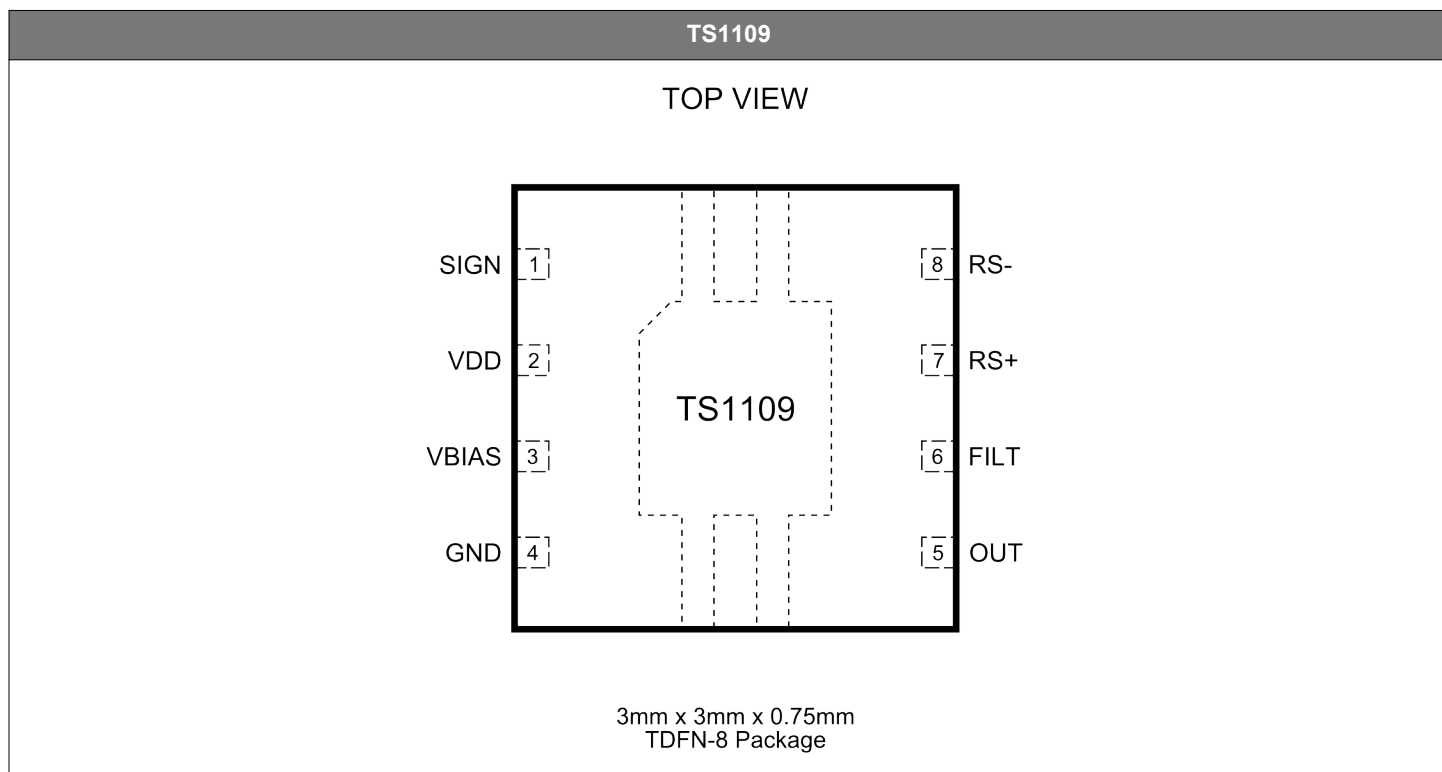 TS1109
TOP VIEW
SIGN 1
8 RS-
VDD 2
7 RS+
TS1109
VBIAS 3
6 FILT
GND 4
5 OUT
3mm x 3mm x 0.75mm
TDFN-8 Package